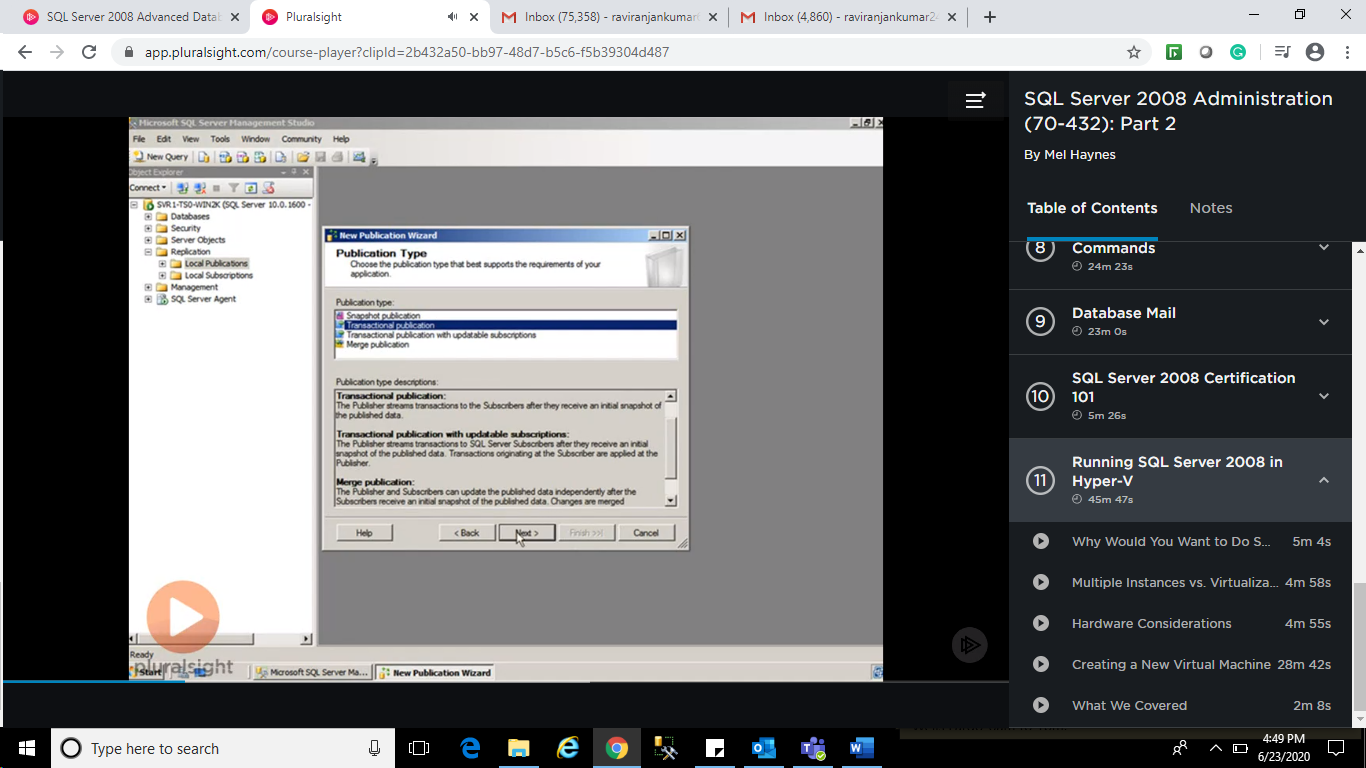 SQL Server 2008 Advanced Datab
Pluralsight
Inbox (75,358) - raviranjankumar
Inbox (4,860) - raviranjankumar2
app.pluralsight.com/course-player?clipId=2b432a50-bb97-48d7-b5c6-f5b39304d487
Microsoft SQL Server Management Studio
File Edit View Tools Window Community Help
New Query
Object Explorer
Connect
SVR1-TS0-WIN2K (SQL Server 10.0.1600 -
Databases
Security
Server Objects
Replication
Local Publications
Local Subscriptions
Management
SQL Server Agent
New Publication Wizard
Publication Type
Choose the publication type that best supports the requirements of your
application.
Publication type:
Snapshot publication
Transactional publication
Transactional publication with updatable subscriptions
Merge publication
Publication type descriptions:
Transactional publication:
The Publisher streams transactions to the Subscribers after they receive an initial snapshot of
the published data.
Transactional publication with updatable subscriptions:
The Publisher streams transactions to SQL Server Subscribers after they receive an initial
snapshot of the published data. Transactions originating at the Subscriber are applied at the
Publisher.
Merge publication:
The Publisher and Subscribers can update the published data independently after the
Subscribers receive an initial snapshot of the published data. Changes are merged
Help
< Back
Next >
Finish >>|
Cancel
Ready
pluralsight
Start
Microsoft SQL Server Ma...
New Publication Wizard
SQL Server 2008 Administration
(70-432): Part 2
By Mel Haynes
Table of Contents
Notes
8
Commands
24m 23s
9
Database Mail
23m 0s
10
SQL Server 2008 Certification
101
5m 26s
11
Running SQL Server 2008 in
Hyper-V
45m 47s
Why Would You Want to Do S... 5m 4s
Multiple Instances vs. Virtualiza... 4m 58s
Hardware Considerations 4m 55s
Creating a New Virtual Machine 28m 42s
What We Covered 2m 8s
Type here to search
4:49 PM
6/23/2020